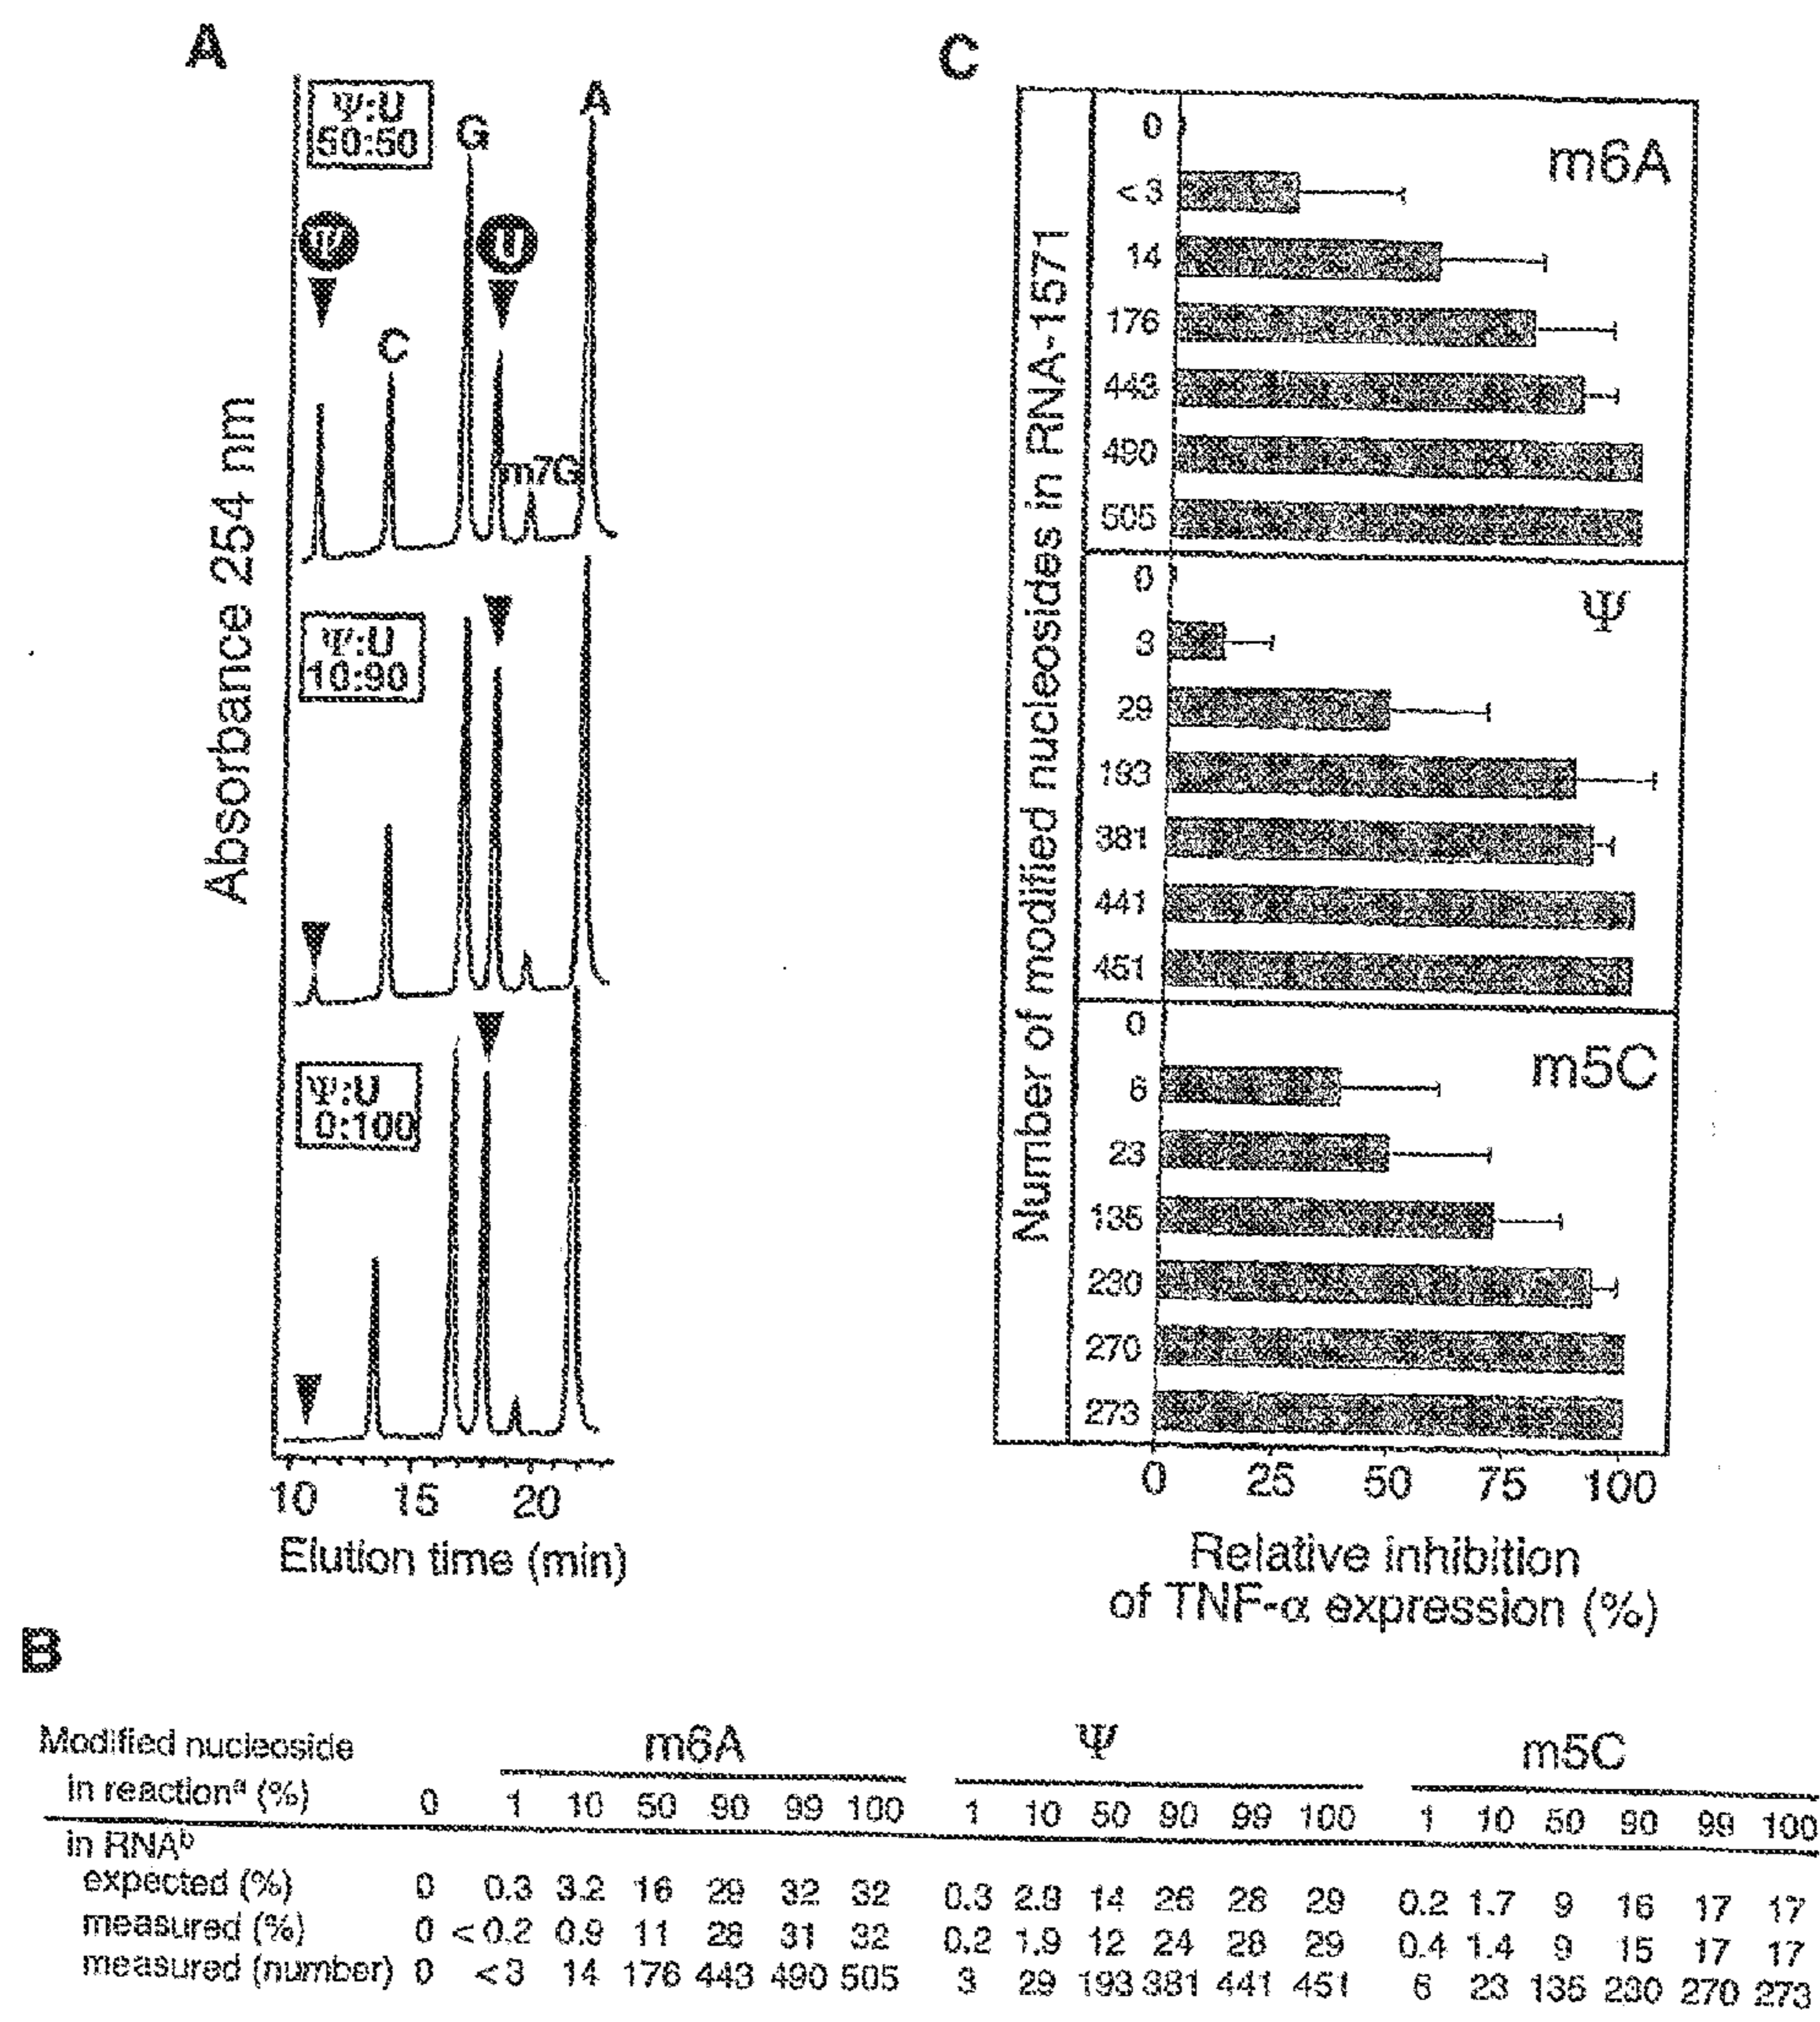 A
Ψ:U
50:50
G
A
Ψ
U
C
m7G
Ψ:U
10:90
Ψ:U
0:100
Absorbance 254 nm
10 15 20
Elution time (min)
C
Number of modified nucleosides in RNA-1571
m6A
0
<3
14
176
443
490
505
Ψ
0
3
29
193
381
441
451
m5C
0
6
23
135
230
270
273
0 25 50 75 100
Relative inhibition
of TNF-α expression (%)
B
Modified nucleoside m6A Ψ m5C
in reactionᵃ (%) 0 1 10 50 90 99 100 1 10 50 90 99 100 1 10 50 90 99 100
in RNAᵇ
expected (%) 0 0.3 3.2 16 29 32 32 0.3 2.9 14 26 28 29 0.2 1.7 9 16 17 17
measured (%) 0 <0.2 0.9 11 28 31 32 0.2 1.9 12 24 28 29 0.4 1.4 9 15 17 17
measured (number) 0 <3 14 176 443 490 505 3 29 193 381 441 451 6 23 135 230 270 273